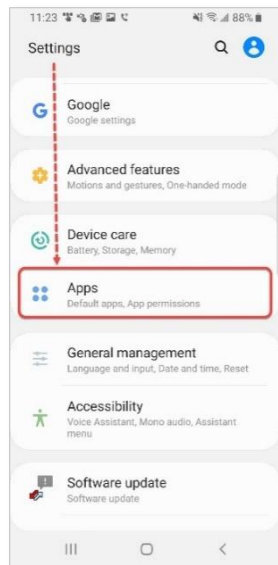 11:23 88%
Settings
Google
Google settings
Advanced features
Motions and gestures, One-handed mode
Device care
Battery, Storage, Memory
Apps
Default apps, App permissions
General management
Language and input, Date and time, Reset
Accessibility
Voice Assistant, Mono audio, Assistant
menu
Software update
Software update